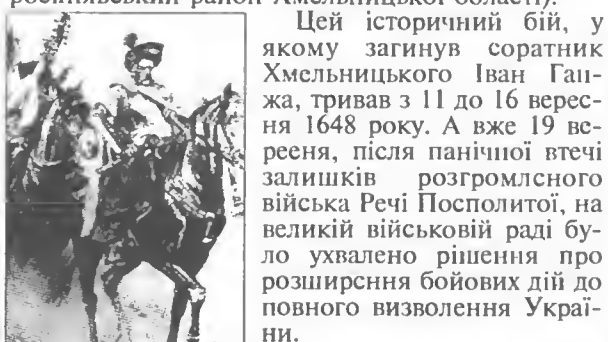 Цей історичний бій, у
якому загинув соратник
Хмельницького Іван Ган-
жа, тривав з 11 до 16 верес-
ня 1648 року. А вже 19 ве-
ресня, після панічної втечі
залишків розгромленого
війська Речі Посполитої, на
великій військовій раді бу-
ло ухвалено рішення про
розширення бойових дій до
повного визволення Украї-
ни.